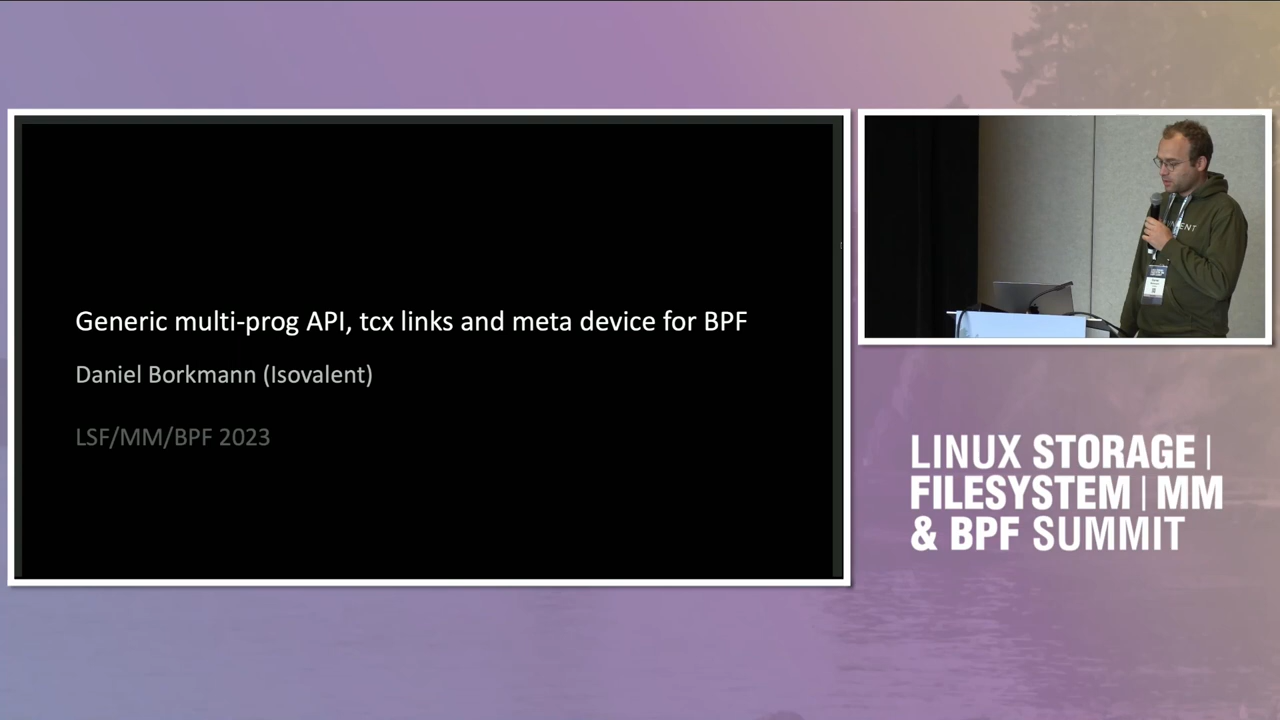 Generic multi-prog API, tcx links and meta device for BPF
Daniel Borkmann (Isovalent)
LSF/MM/BPF 2023
LINUX STORAGE |
FILESYSTEM | MM
& BPF SUMMIT